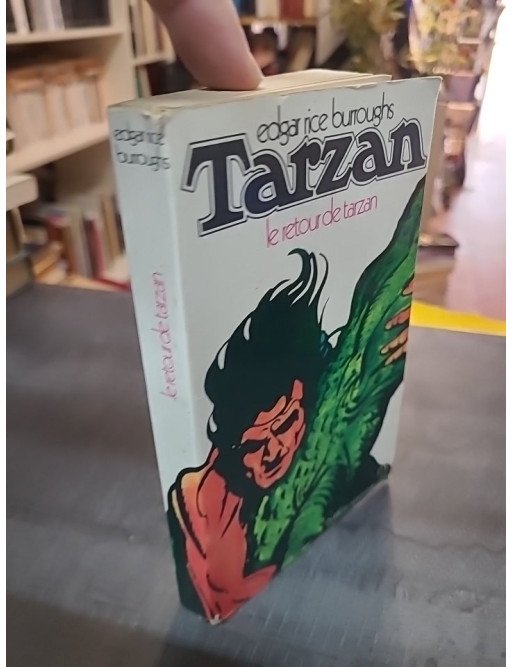 edgar rice burroughs
Tarzan
le retour de tarzan
edgar rice
burroughs
le retour de tarzan